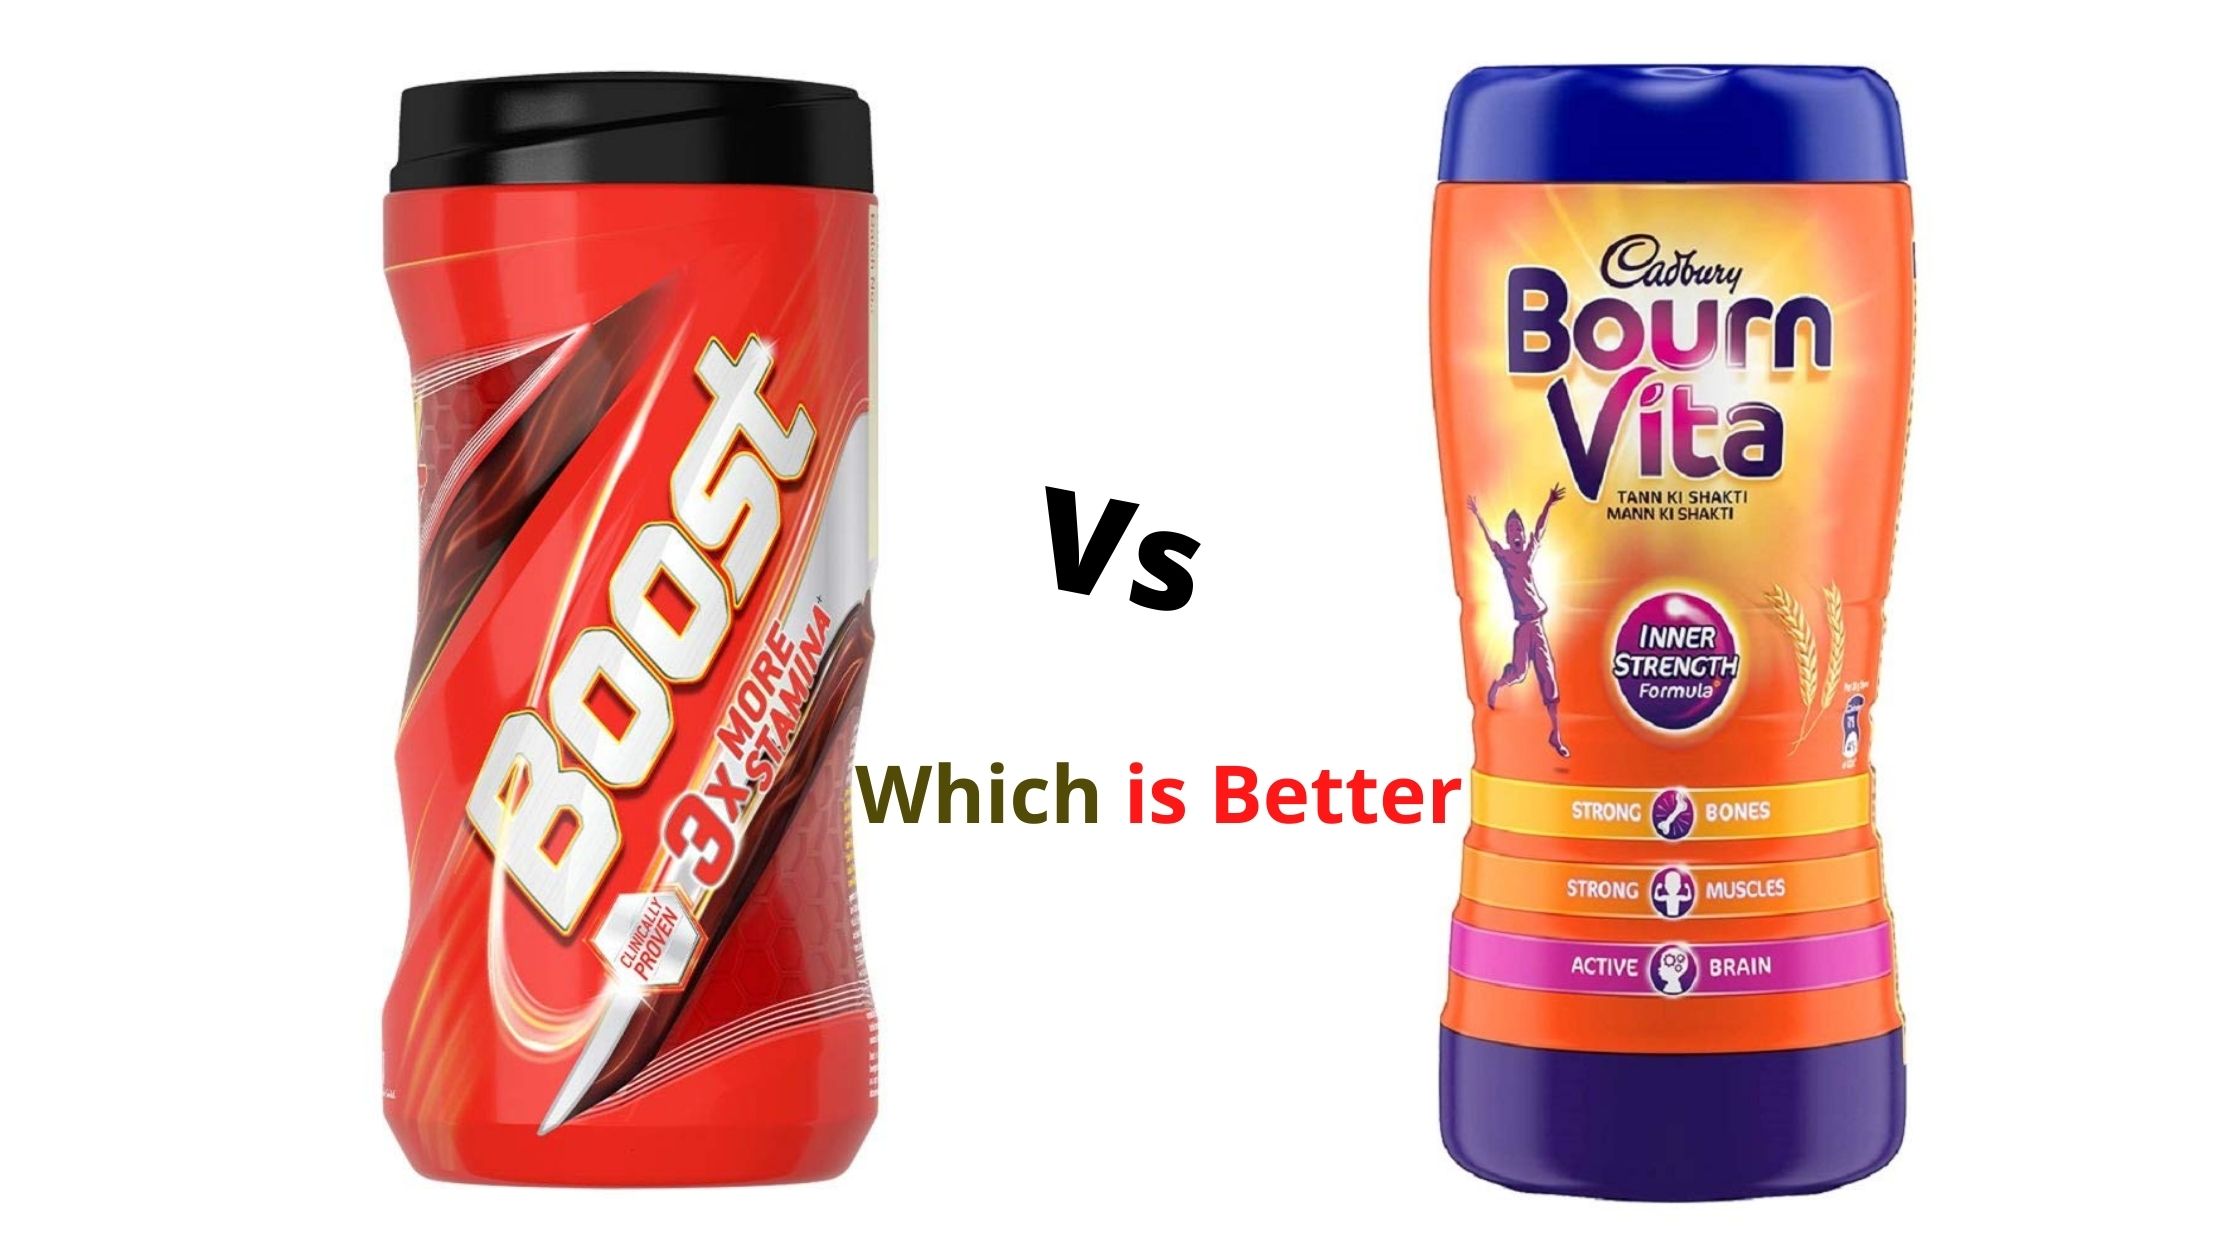 Boost
3x MORE
STAMINA
CLINICALLY
PROVEN
Vs
Which is Better
Cadbury
Bourn
Vita
TANN KI SHAKTI
MANN KI SHAKTI
INNER
STRENGTH
Formula
STRONG BONES
STRONG MUSCLES
ACTIVE BRAIN